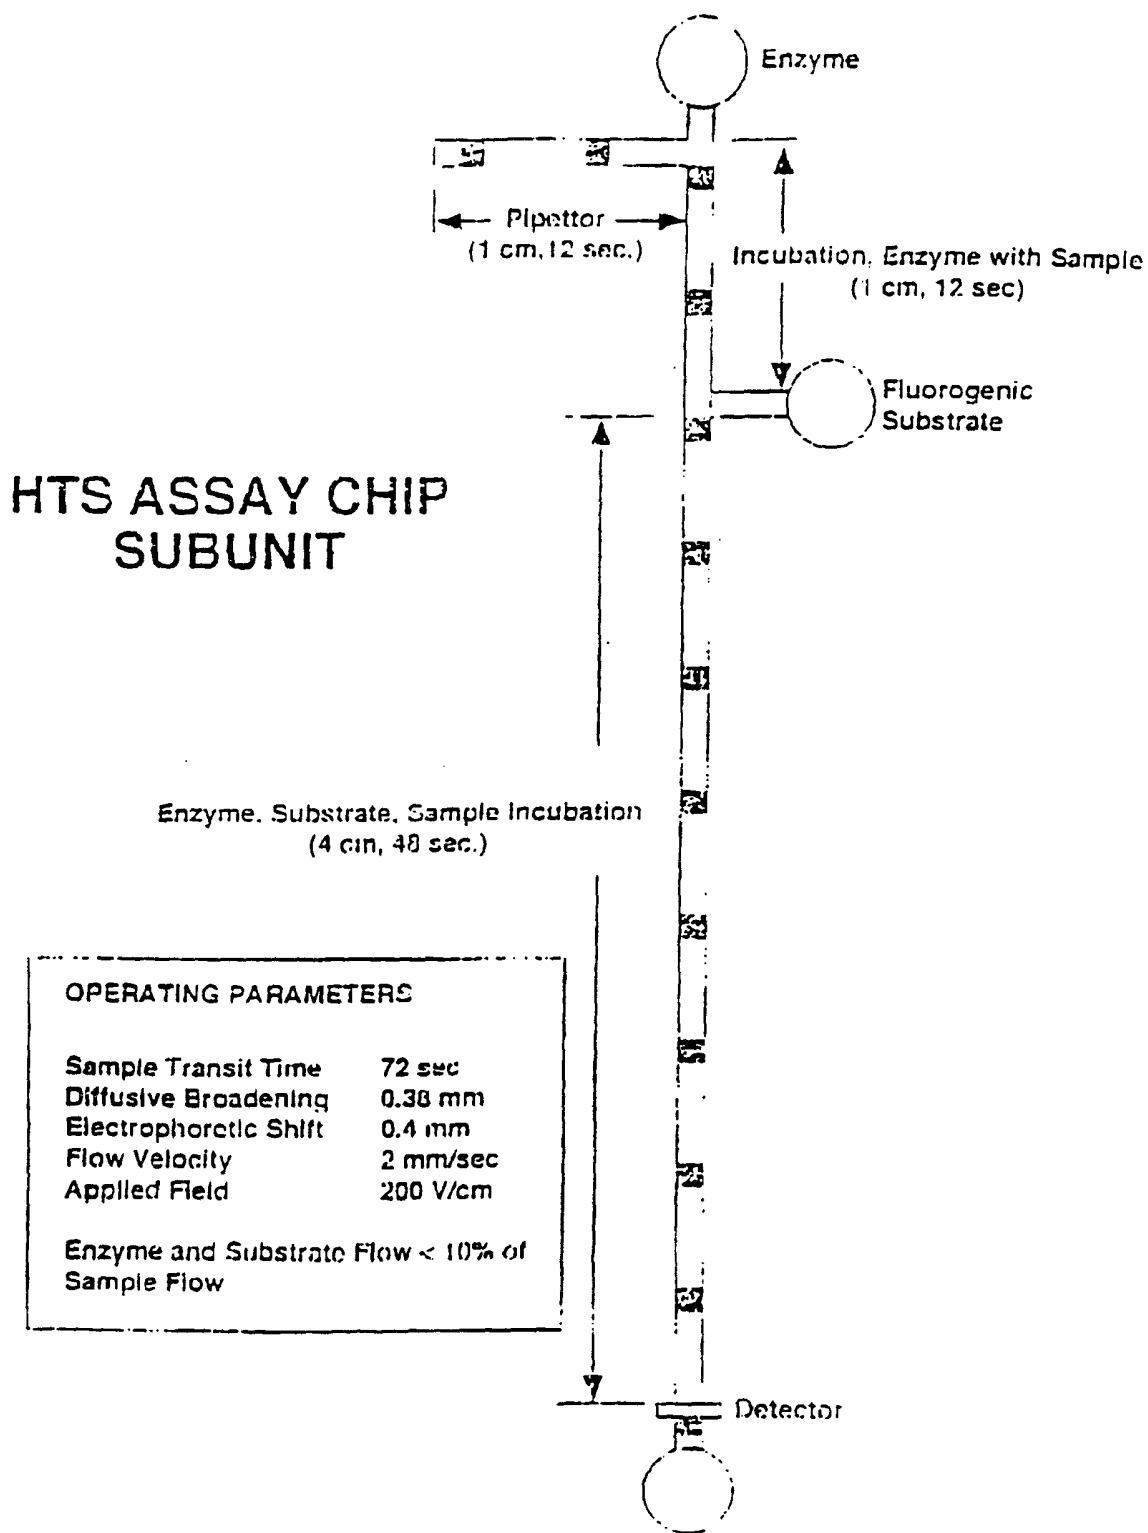 Enzyme
Pipettor
(1 cm, 12 sec.)
Incubation, Enzyme with Sample
(1 cm, 12 sec)
Fluorogenic
Substrate
HTS ASSAY CHIP
SUBUNIT
Enzyme, Substrate, Sample Incubation
(4 cm, 48 sec.)
OPERATING PARAMETERS
Sample Transit Time 72 sec
Diffusive Broadening 0.38 mm
Electrophoretic Shift 0.4 mm
Flow Velocity 2 mm/sec
Applied Field 200 V/cm
Enzyme and Substrate Flow < 10% of
Sample Flow
Detector